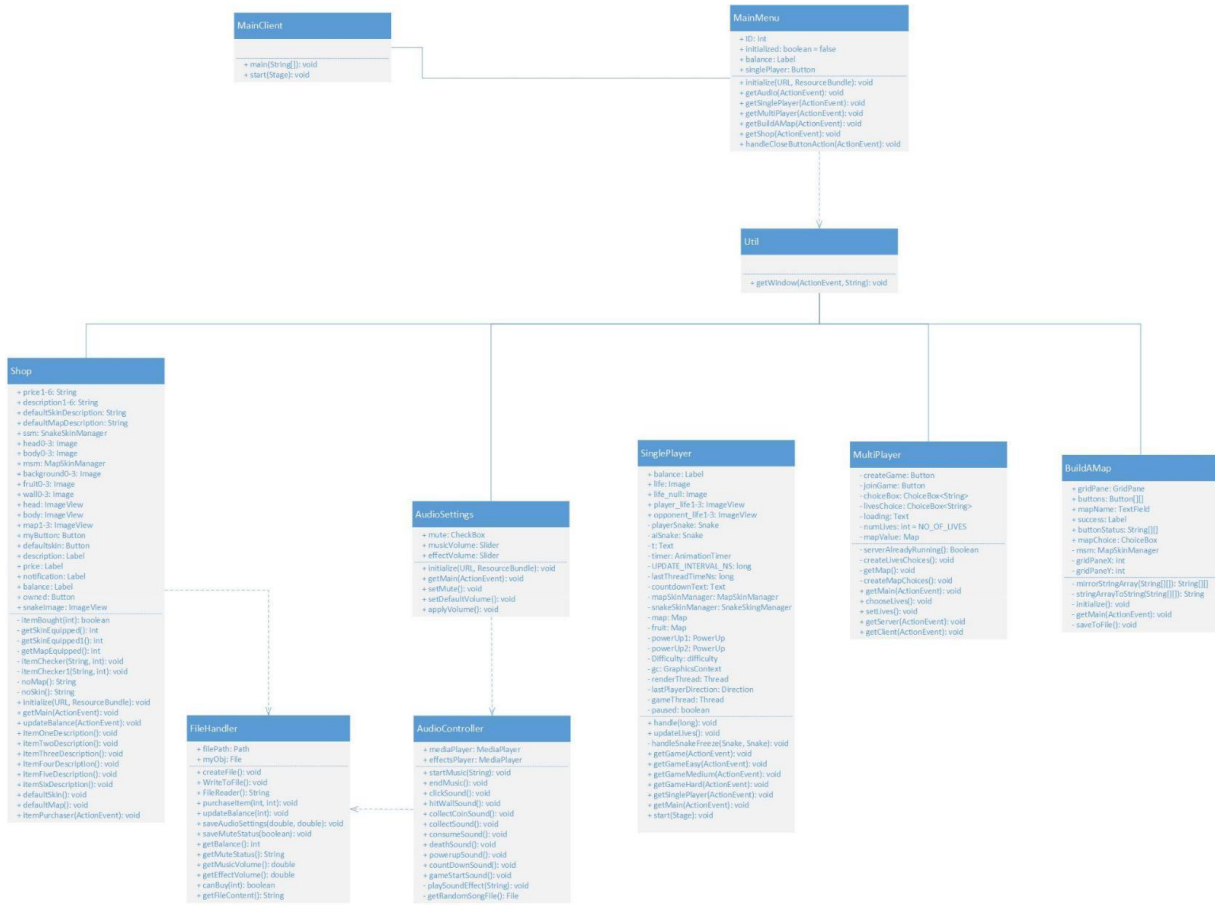 MainClient
+ main(String[]): void
+ start(Stage): void
MainMenu
+ ID: int
+ initialized: boolean = false
+ balance: Label
+ singlePlayer: Button
+ initialize(URL, ResourceBundle): void
+ getAudio(ActionEvent): void
+ getSinglePlayer(ActionEvent): void
+ getMultiPlayer(ActionEvent): void
+ getBuildAMap(ActionEvent): void
+ getShop(ActionEvent): void
+ handleCloseButtonAction(ActionEvent): void
Util
+ getWindow(ActionEvent, String): void
Shop
+ price1-6: String
+ description1-6: String
+ defaultSkinDescription: String
+ defaultMapDescription: String
+ ssm: SnakeSkinManager
+ head0-3: Image
+ body0-3: Image
+ msm: MapSkinManager
+ background0-3: Image
+ fruit0-3: Image
+ wall0-3: Image
+ head: ImageView
+ body: ImageView
+ map1-3: ImageView
+ myButton: Button
+ defaultskin: Button
+ description: Label
+ price: Label
+ notification: Label
+ balance: Label
+ owned: Button
+ snakeImage: ImageView
- itemBought(int): boolean
- getSkinEquipped(): int
- getSkinEquipped1(): int
- getMapEquipped(): int
- itemChecker(String, int): void
- itemChecker1(String, int): void
- noMap(): String
- noSkin(): String
+ initialize(URL, ResourceBundle): void
+ getMain(ActionEvent): void
+ updateBalance(ActionEvent): void
+ itemOneDescription(): void
+ itemTwoDescription(): void
+ itemThreeDescription(): void
+ itemFourDescription(): void
+ itemFiveDescription(): void
+ itemSixDescription(): void
+ defaultSkin(): void
+ defaultMap(): void
+ itemPurchaser(ActionEvent): void
AudioSettings
+ mute: CheckBox
+ musicVolume: Slider
+ effectVolume: Slider
+ initialize(URL, ResourceBundle): void
+ getMain(ActionEvent): void
+ setMute(): void
+ setDefaultVolume(): void
+ applyVolume(): void
FileHandler
+ filePath: Path
+ myObj: File
+ createFile(): void
+ WriteToFile(): void
+ FileReader(): String
+ purchaseItem(int, int): void
+ updateBalance(int): void
+ saveAudioSettings(double, double): void
+ saveMuteStatus(boolean): void
+ getBalance(): int
+ getMuteStatus(): String
+ getMusicVolume(): double
+ getEffectVolume(): double
+ canBuy(int): boolean
+ getFileContent(): String
AudioController
+ mediaPlayer: MediaPlayer
+ effectsPlayer: MediaPlayer
+ startMusic(String): void
+ endMusic(): void
+ clickSound(): void
+ hitWallSound(): void
+ collectCoinSound(): void
+ collectSound(): void
+ consumeSound(): void
+ deathSound(): void
+ powerupSound(): void
+ countDownSound(): void
+ gameStartSound(): void
- playSoundEffect(String): void
- getRandomSongFile(): File
SinglePlayer
+ balance: Label
+ life: Image
+ life_null: Image
+ player_life1-3: ImageView
+ opponent_life1-3: ImageView
- playerSnake: Snake
- aiSnake: Snake
- t: Text
- timer: AnimationTimer
- UPDATE_INTERVAL_NS: long
- lastThreadTimeNs: long
- countdownText: Text
- mapSkinManager: MapSkinManager
- snakeSkinManager: SnakeSkingManager
- map: Map
- fruit: Map
- powerUp1: PowerUp
- powerUp2: PowerUp
- Difficulty: difficulty
- gc: GraphicsContext
- renderThread: Thread
- lastPlayerDirection: Direction
- gameThread: Thread
- paused: boolean
+ handle(long): void
+ updateLives(): void
- handleSnakeFreeze(Snake, Snake): void
+ getGame(ActionEvent): void
+ getGameEasy(ActionEvent): void
+ getGameMedium(ActionEvent): void
+ getGameHard(ActionEvent): void
+ getSinglePlayer(ActionEvent): void
+ getMain(ActionEvent): void
+ start(Stage): void
MultiPlayer
- createGame: Button
- joinGame: Button
- choiceBox: ChoiceBox<String>
- livesChoice: ChoiceBox<String>
- loading: Text
- numLives: int = NO_OF_LIVES
- mapValue: Map
- serverAlreadyRunning(): Boolean
- createLivesChoices(): void
- getMap(): void
- createMapChoices(): void
+ getMain(ActionEvent): void
+ chooseLives(): void
+ setLives(): void
+ getServer(ActionEvent): void
+ getClient(ActionEvent): void
BuildAMap
+ gridPane: GridPane
+ buttons: Button[][]
+ mapName: TextField
+ success: Label
+ buttonStatus: String[][]
+ mapChoice: ChoiceBox
- msm: MapSkinManager
- gridPaneX: int
- gridPaneY: int
- mirrorStringArray(String[][]): String[][]
- stringArrayToString(String[][]): String
- initialize(): void
- getMain(ActionEvent): void
- saveToFile(): void